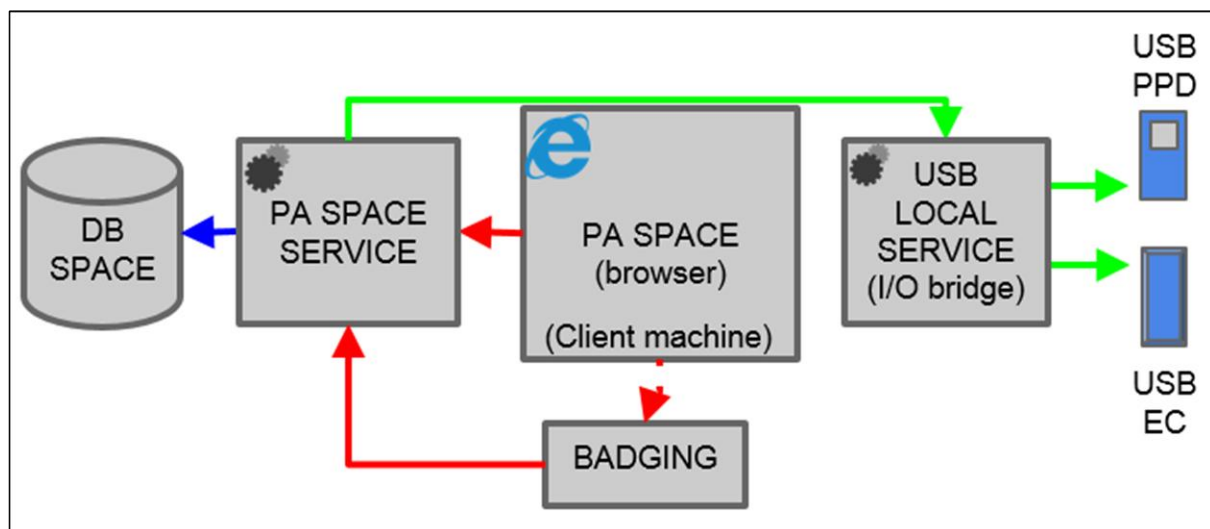 DB
SPACE
PA SPACE
SERVICE
PA SPACE
(browser)
(Client machine)
BADGING
USB
LOCAL
SERVICE
(I/O bridge)
USB
PPD
USB
EC